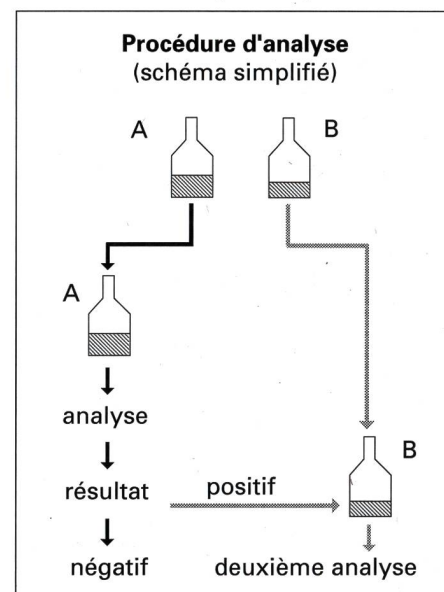 Procédure d'analyse
(schéma simplifié)
A
B
A
analyse
B
résultat
positif
négatif
deuxième analyse